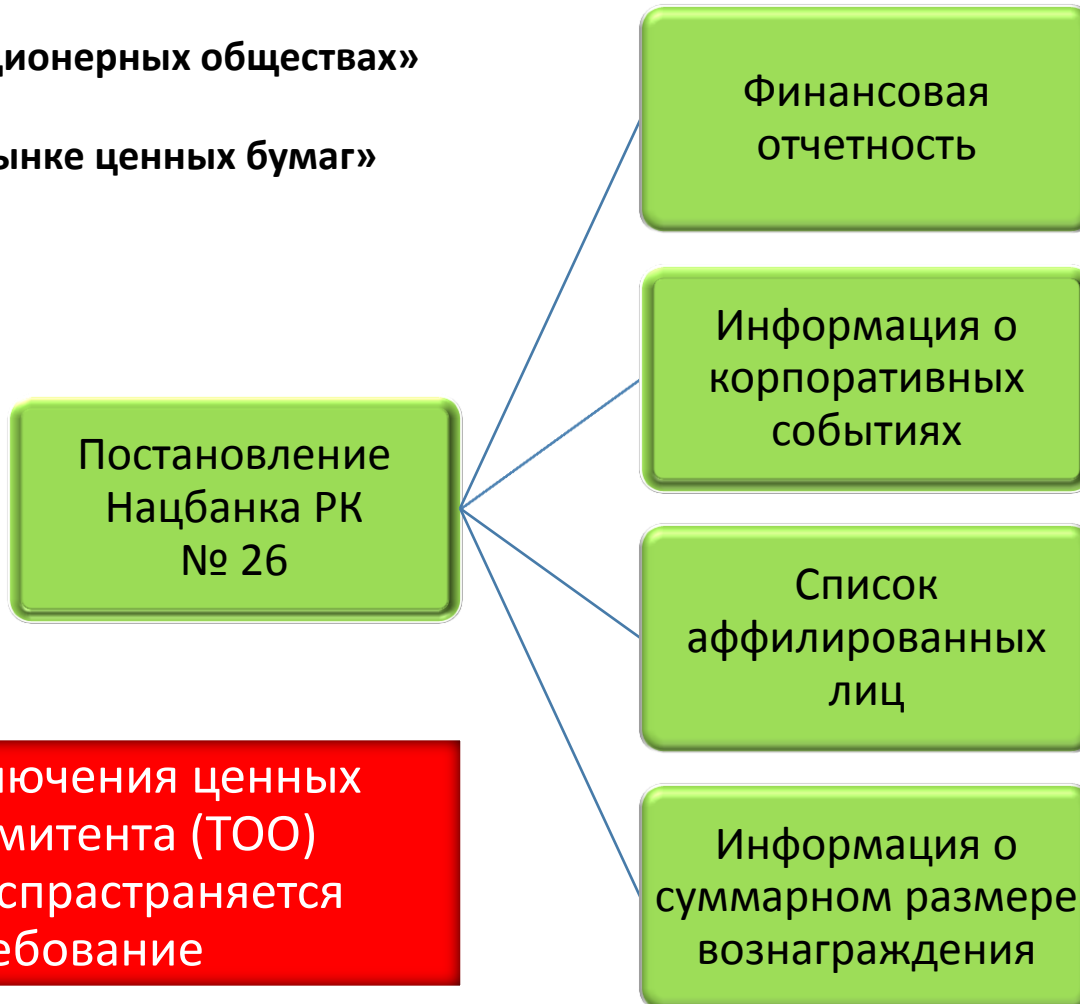 ционерных обществах»
ынке ценных бумаг»
Финансовая
отчетность
Информация о
корпоративных
событиях
Постановление
Нацбанка РК
№ 26
Список
аффилированных
лиц
лючения ценных
митента (ТОО)
спрастраняется
ебование
Информация о
суммарном размере
вознаграждения